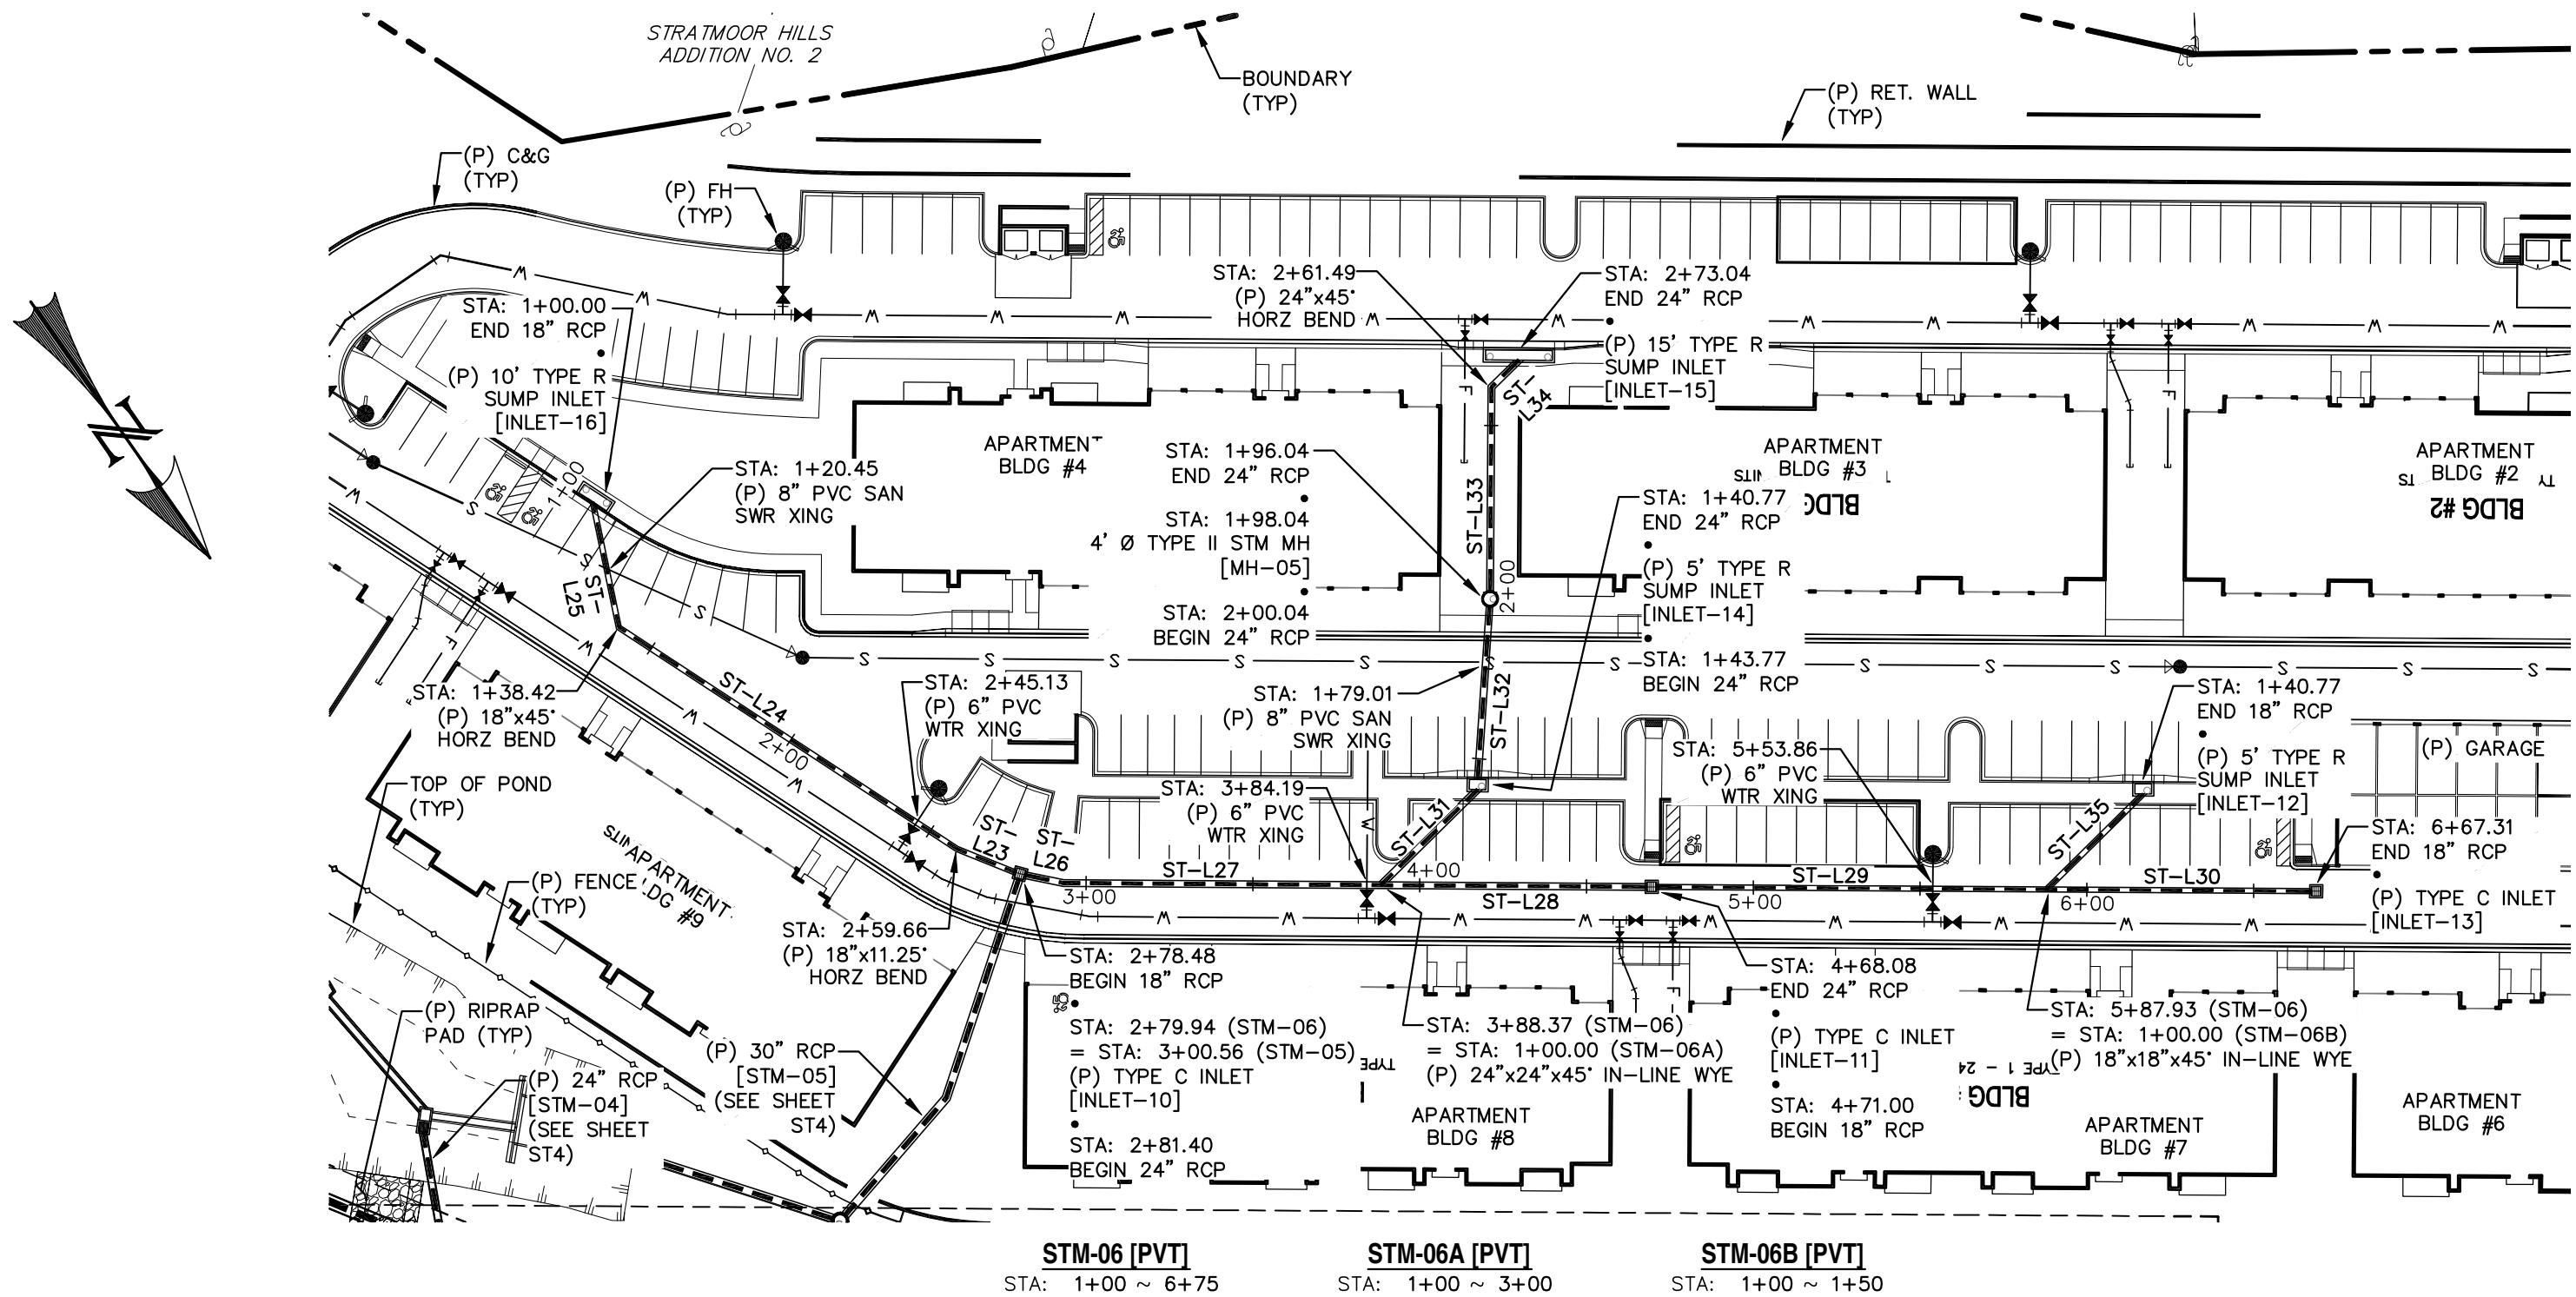 STRATMOOR HILLS
ADDITION NO. 2
BOUNDARY
(TYP)
(P) RET. WALL
(TYP)
(P) C&G
(TYP)
(P) FH
(TYP)
STA: 1+00.00
END 18" RCP
•
(P) 10' TYPE R
SUMP INLET
[INLET-16]
STA: 2+61.49
(P) 24"x45°
HORZ BEND
STA: 2+73.04
END 24" RCP
•
(P) 15' TYPE R
SUMP INLET
[INLET-15]
ST-
L34
N
1+00
STA: 1+20.45
(P) 8" PVC SAN
SWR XING
APARTMENT
BLDG #4
STA: 1+96.04
END 24" RCP
•
STA: 1+98.04
4' Ø TYPE II STM MH
[MH-05]
•
STA: 2+00.04
BEGIN 24" RCP
ST-L33
2+00
APARTMENT
BLDG #3
BLDG
STA: 1+40.77
END 24" RCP
•
(P) 5' TYPE R
SUMP INLET
[INLET-14]
•
STA: 1+43.77
BEGIN 24" RCP
APARTMENT
BLDG #2
BLDG #2
ST-
L25
STA: 1+38.42
(P) 18"x45°
HORZ BEND
ST-L24
2+00
STA: 2+45.13
(P) 6" PVC
WTR XING
STA: 1+79.01
(P) 8" PVC SAN
SWR XING
ST-L32
STA: 3+84.19
(P) 6" PVC
WTR XING
STA: 5+53.86
(P) 6" PVC
WTR XING
STA: 1+40.77
END 18" RCP
•
(P) 5' TYPE R
SUMP INLET
[INLET-12]
(P) GARAGE
TOP OF POND
(TYP)
ST-
L23
ST-
L26
ST-L27
ST-L31
ST-L28
ST-L29
ST-L35
ST-L30
3+00
4+00
5+00
6+00
STA: 6+67.31
END 18" RCP
•
(P) TYPE C INLET
[INLET-13]
APARTMENT
#9
(P) FENCE
(TYP)
STA: 2+59.66
(P) 18"x11.25°
HORZ BEND
STA: 2+78.48
BEGIN 18" RCP
•
STA: 2+79.94 (STM-06)
= STA: 3+00.56 (STM-05)
(P) TYPE C INLET
[INLET-10]
•
STA: 2+81.40
BEGIN 24" RCP
STA: 3+88.37 (STM-06)
= STA: 1+00.00 (STM-06A)
(P) 24"x24"x45° IN-LINE WYE
STA: 4+68.08
END 24" RCP
•
(P) TYPE C INLET
[INLET-11]
•
STA: 4+71.00
BEGIN 18" RCP
STA: 5+87.93 (STM-06)
= STA: 1+00.00 (STM-06B)
(P) 18"x18"x45° IN-LINE WYE
TYPE 1 - 24
BLDG
TYPE
(P) RIPRAP
PAD (TYP)
(P) 24" RCP
[STM-04]
(SEE SHEET
ST4)
(P) 30" RCP
[STM-05]
(SEE SHEET
ST4)
APARTMENT
BLDG #8
APARTMENT
BLDG #7
APARTMENT
BLDG #6
STM-06 [PVT]
STA: 1+00 ~ 6+75
STM-06A [PVT]
STA: 1+00 ~ 3+00
STM-06B [PVT]
STA: 1+00 ~ 1+50